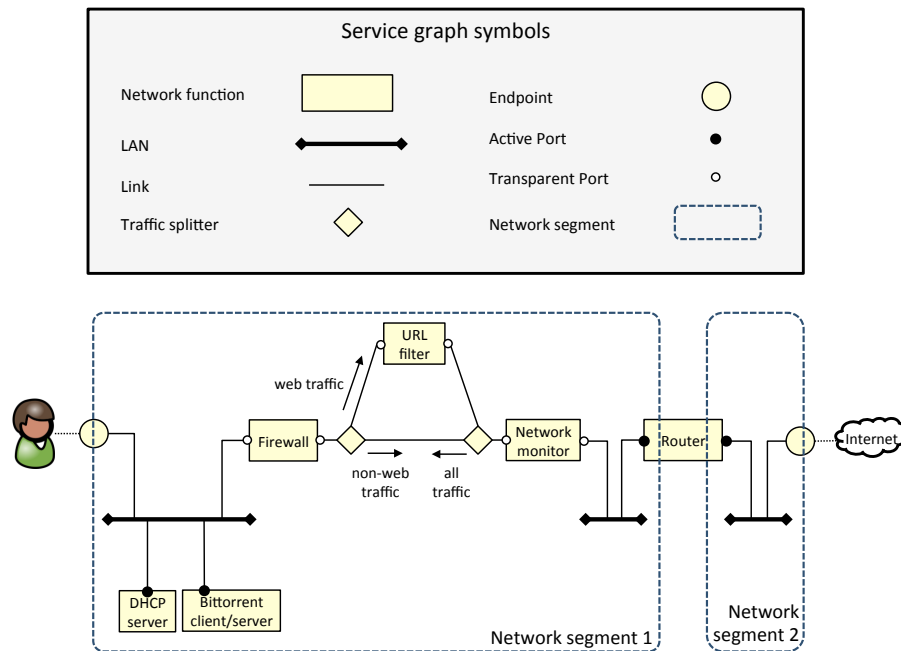 Service graph symbols
Network function
Endpoint
LAN
Active Port
Link
Transparent Port
Traffic splitter
Network segment
URL
filter
web traffic
Firewall
Network
monitor
Router
Internet
non-web
traffic
all
traffic
DHCP
server
Bittorrent
client/server
Network segment 1
Network
segment 2